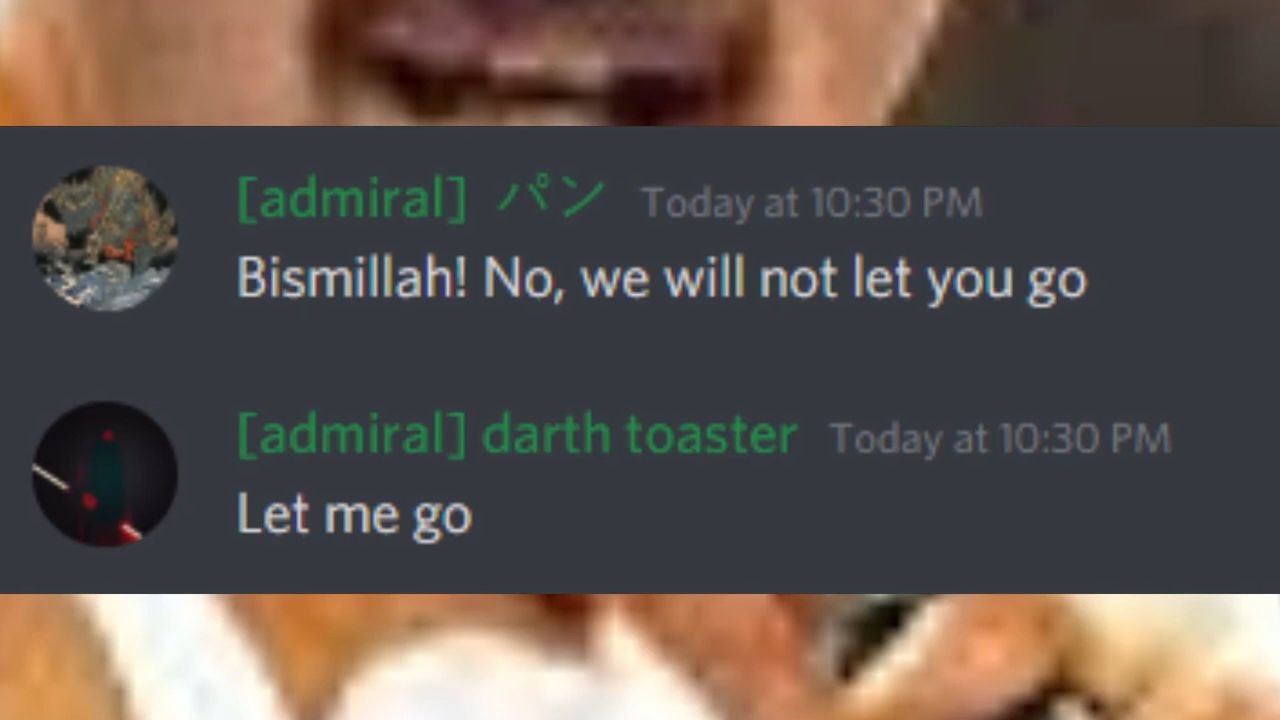 [admiral] パン Today at 10:30 PM
Bismillah! No, we will not let you go
[admiral] darth toaster Today at 10:30 PM
Let me go